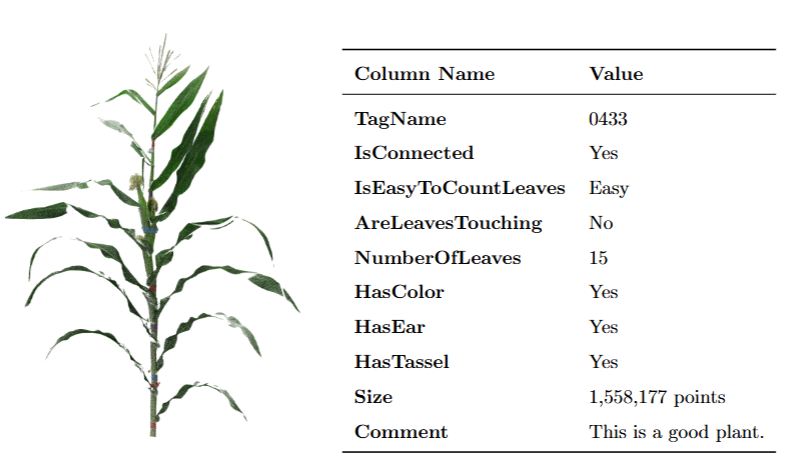 Column Name Value
TagName 0433
IsConnected Yes
IsEasyToCountLeaves Easy
AreLeavesTouching No
NumberOfLeaves 15
HasColor Yes
HasEar Yes
HasTassel Yes
Size 1,558,177 points
Comment This is a good plant.